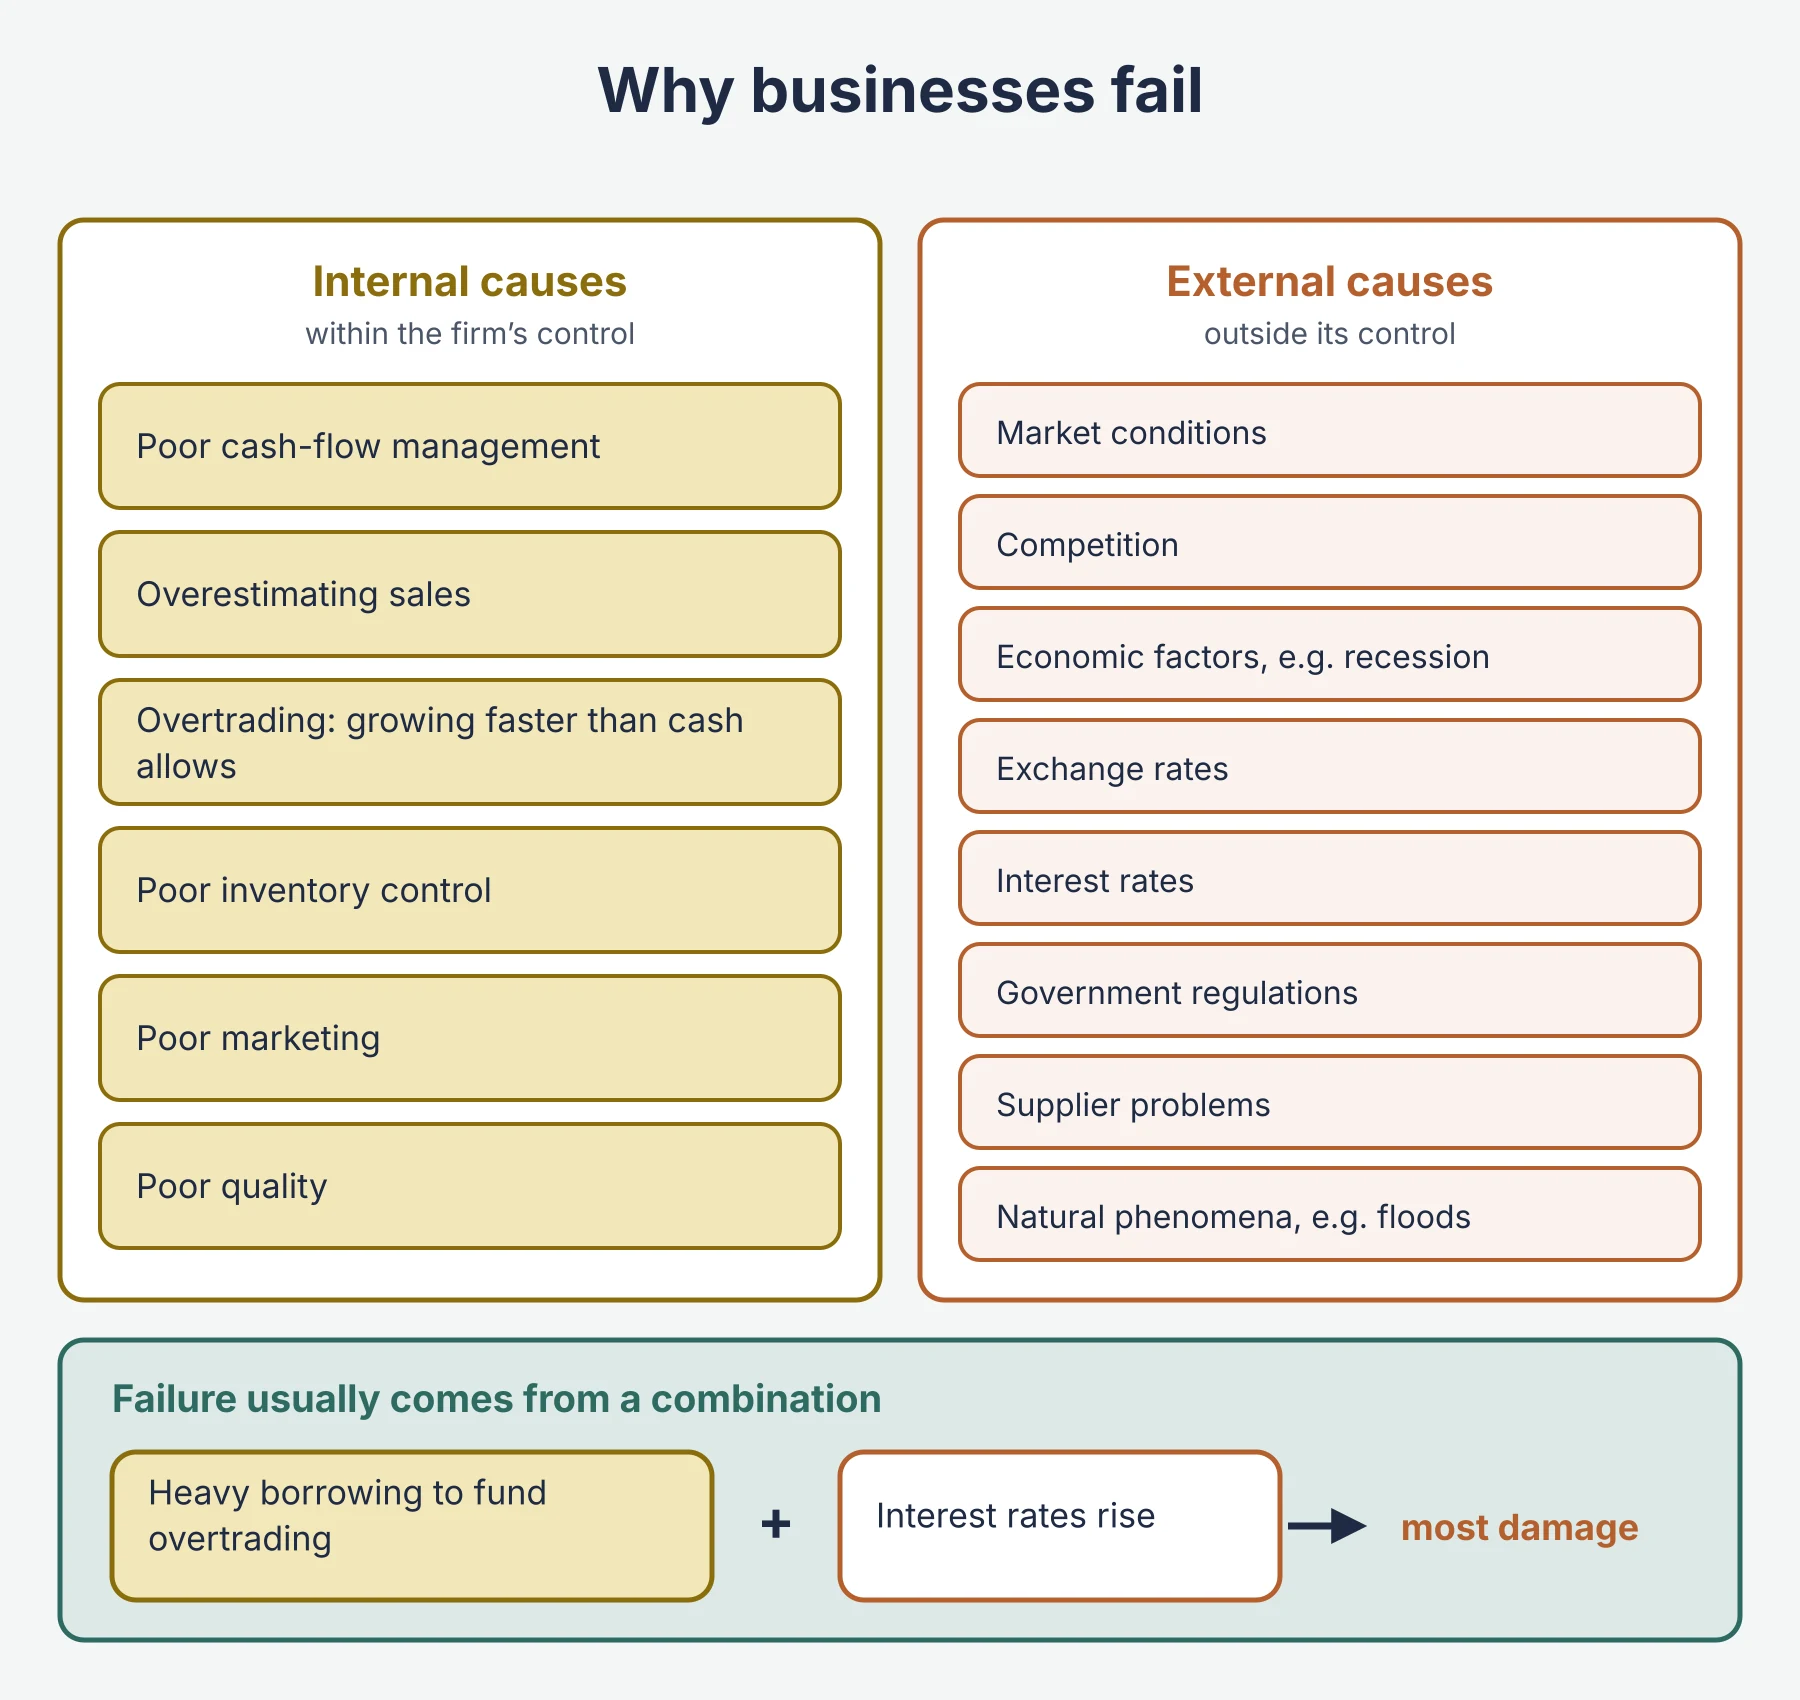 Why businesses fail
Internal causes
within the firm’s control
Poor cash-flow management
Overestimating sales
Overtrading: growing faster than cash
allows
Poor inventory control
Poor marketing
Poor quality
External causes
outside its control
Market conditions
Competition
Economic factors, e.g. recession
Exchange rates
Interest rates
Government regulations
Supplier problems
Natural phenomena, e.g. floods
Failure usually comes from a combination
Heavy borrowing to fund
overtrading
+
Interest rates rise
most damage